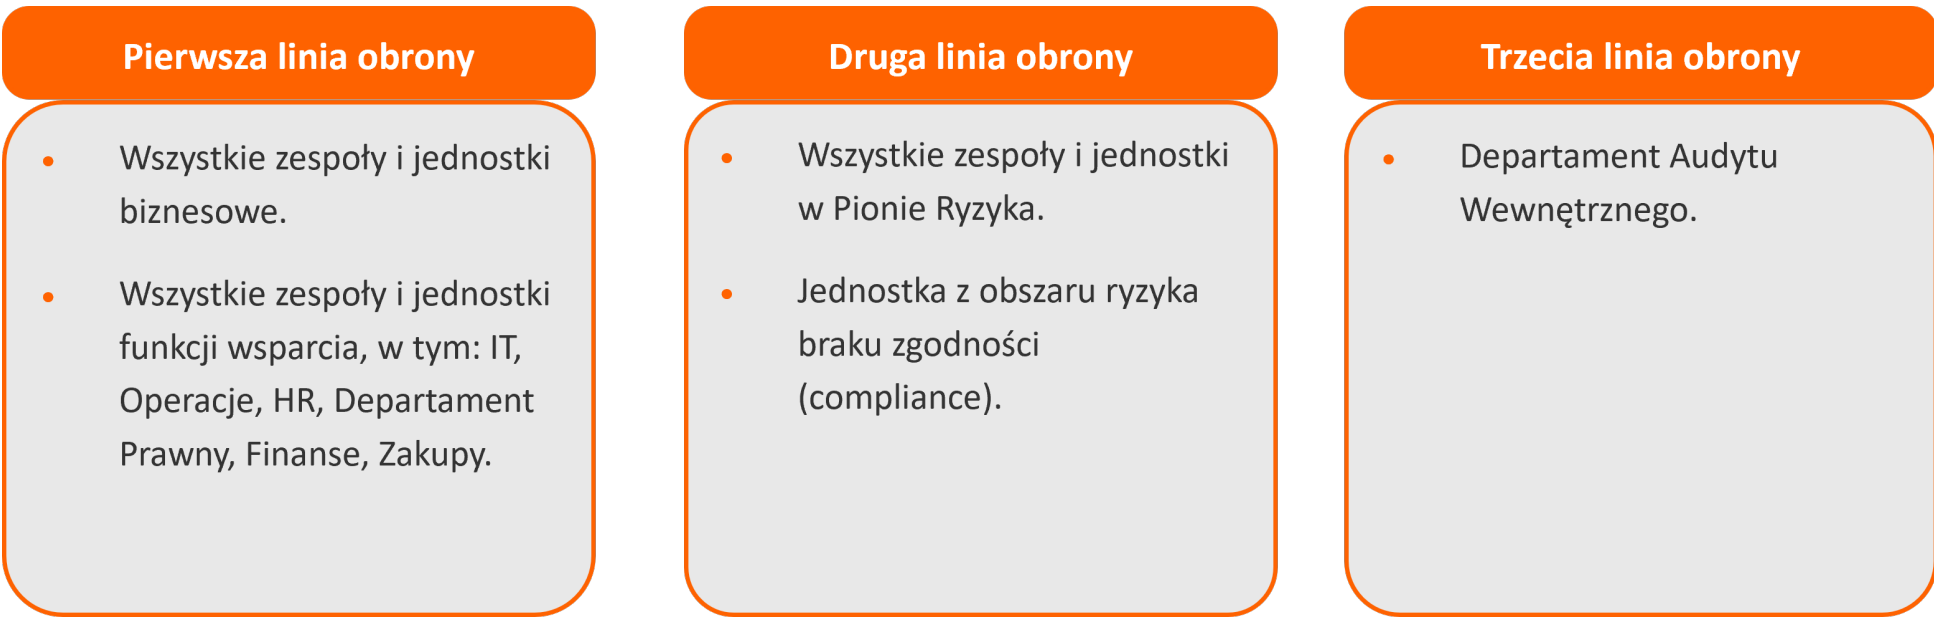 Pierwsza linia obrony
• Wszystkie zespoły i jednostki
biznesowe.
• Wszystkie zespoły i jednostki
funkcji wsparcia, w tym: IT,
Operacje, HR, Departament
Prawny, Finanse, Zakupy.
Druga linia obrony
• Wszystkie zespoły i jednostki
w Pionie Ryzyka.
• Jednostka z obszaru ryzyka
braku zgodności
(compliance).
Trzecia linia obrony
• Departament Audytu
Wewnętrznego.